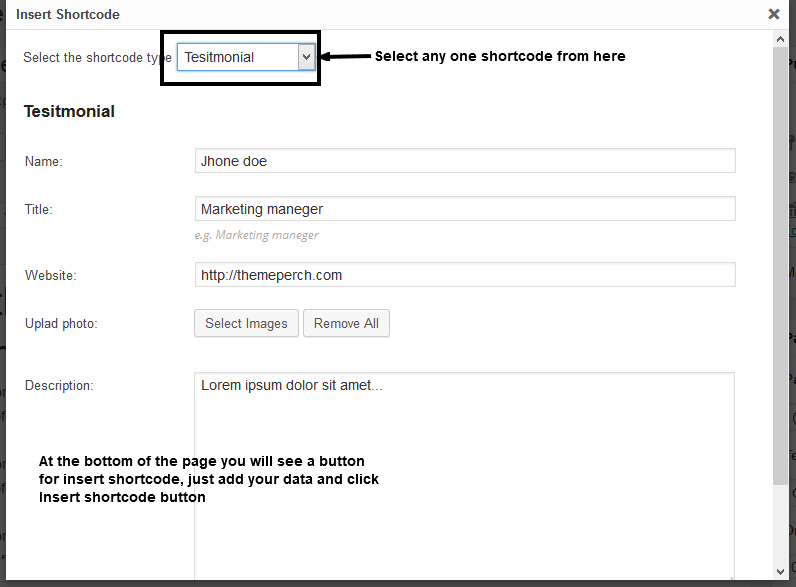 Insert Shortcode
Select the shortcode type
Tesitmonial
Select any one shortcode from here
Tesitmonial
Name:
Jhone doe
Title:
Marketing maneger
e.g. Marketing maneger
Website:
http://themeperch.com
Uplad photo:
Select Images
Remove All
Description:
Lorem ipsum dolor sit amet...
At the bottom of the page you will see a button
for insert shortcode, just add your data and click
Insert shortcode button